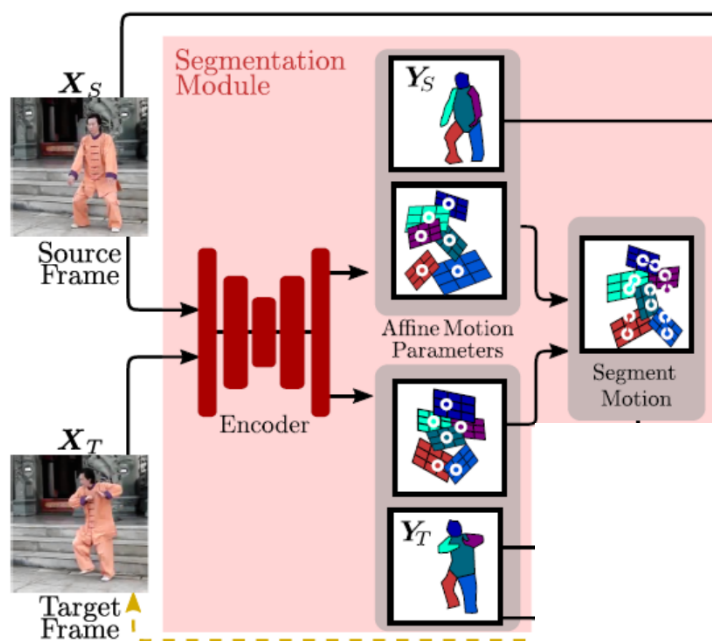 Segmentation
Module
X_S
Y_S
Source
Frame
Affine Motion
Parameters
Encoder
Segment
Motion
X_T
Y_T
Target
Frame